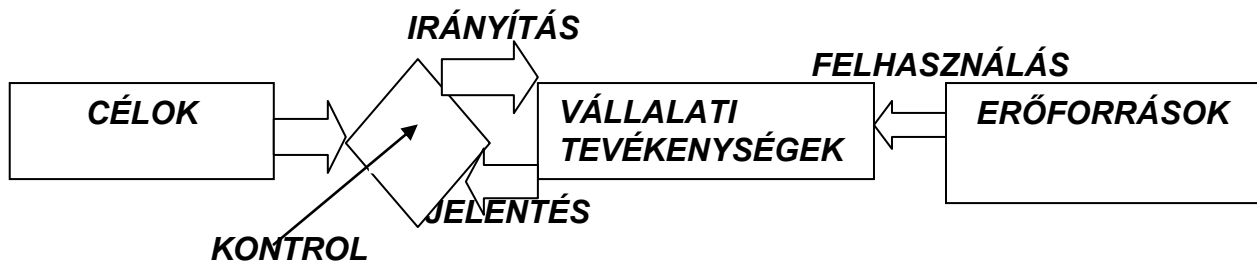 IRÁNYÍTÁS
FELHASZNÁLÁS
CÉLOK
VÁLLALATI
TEVÉKENYSÉGEK
ERŐFORRÁSOK
JELENTÉS
KONTROL